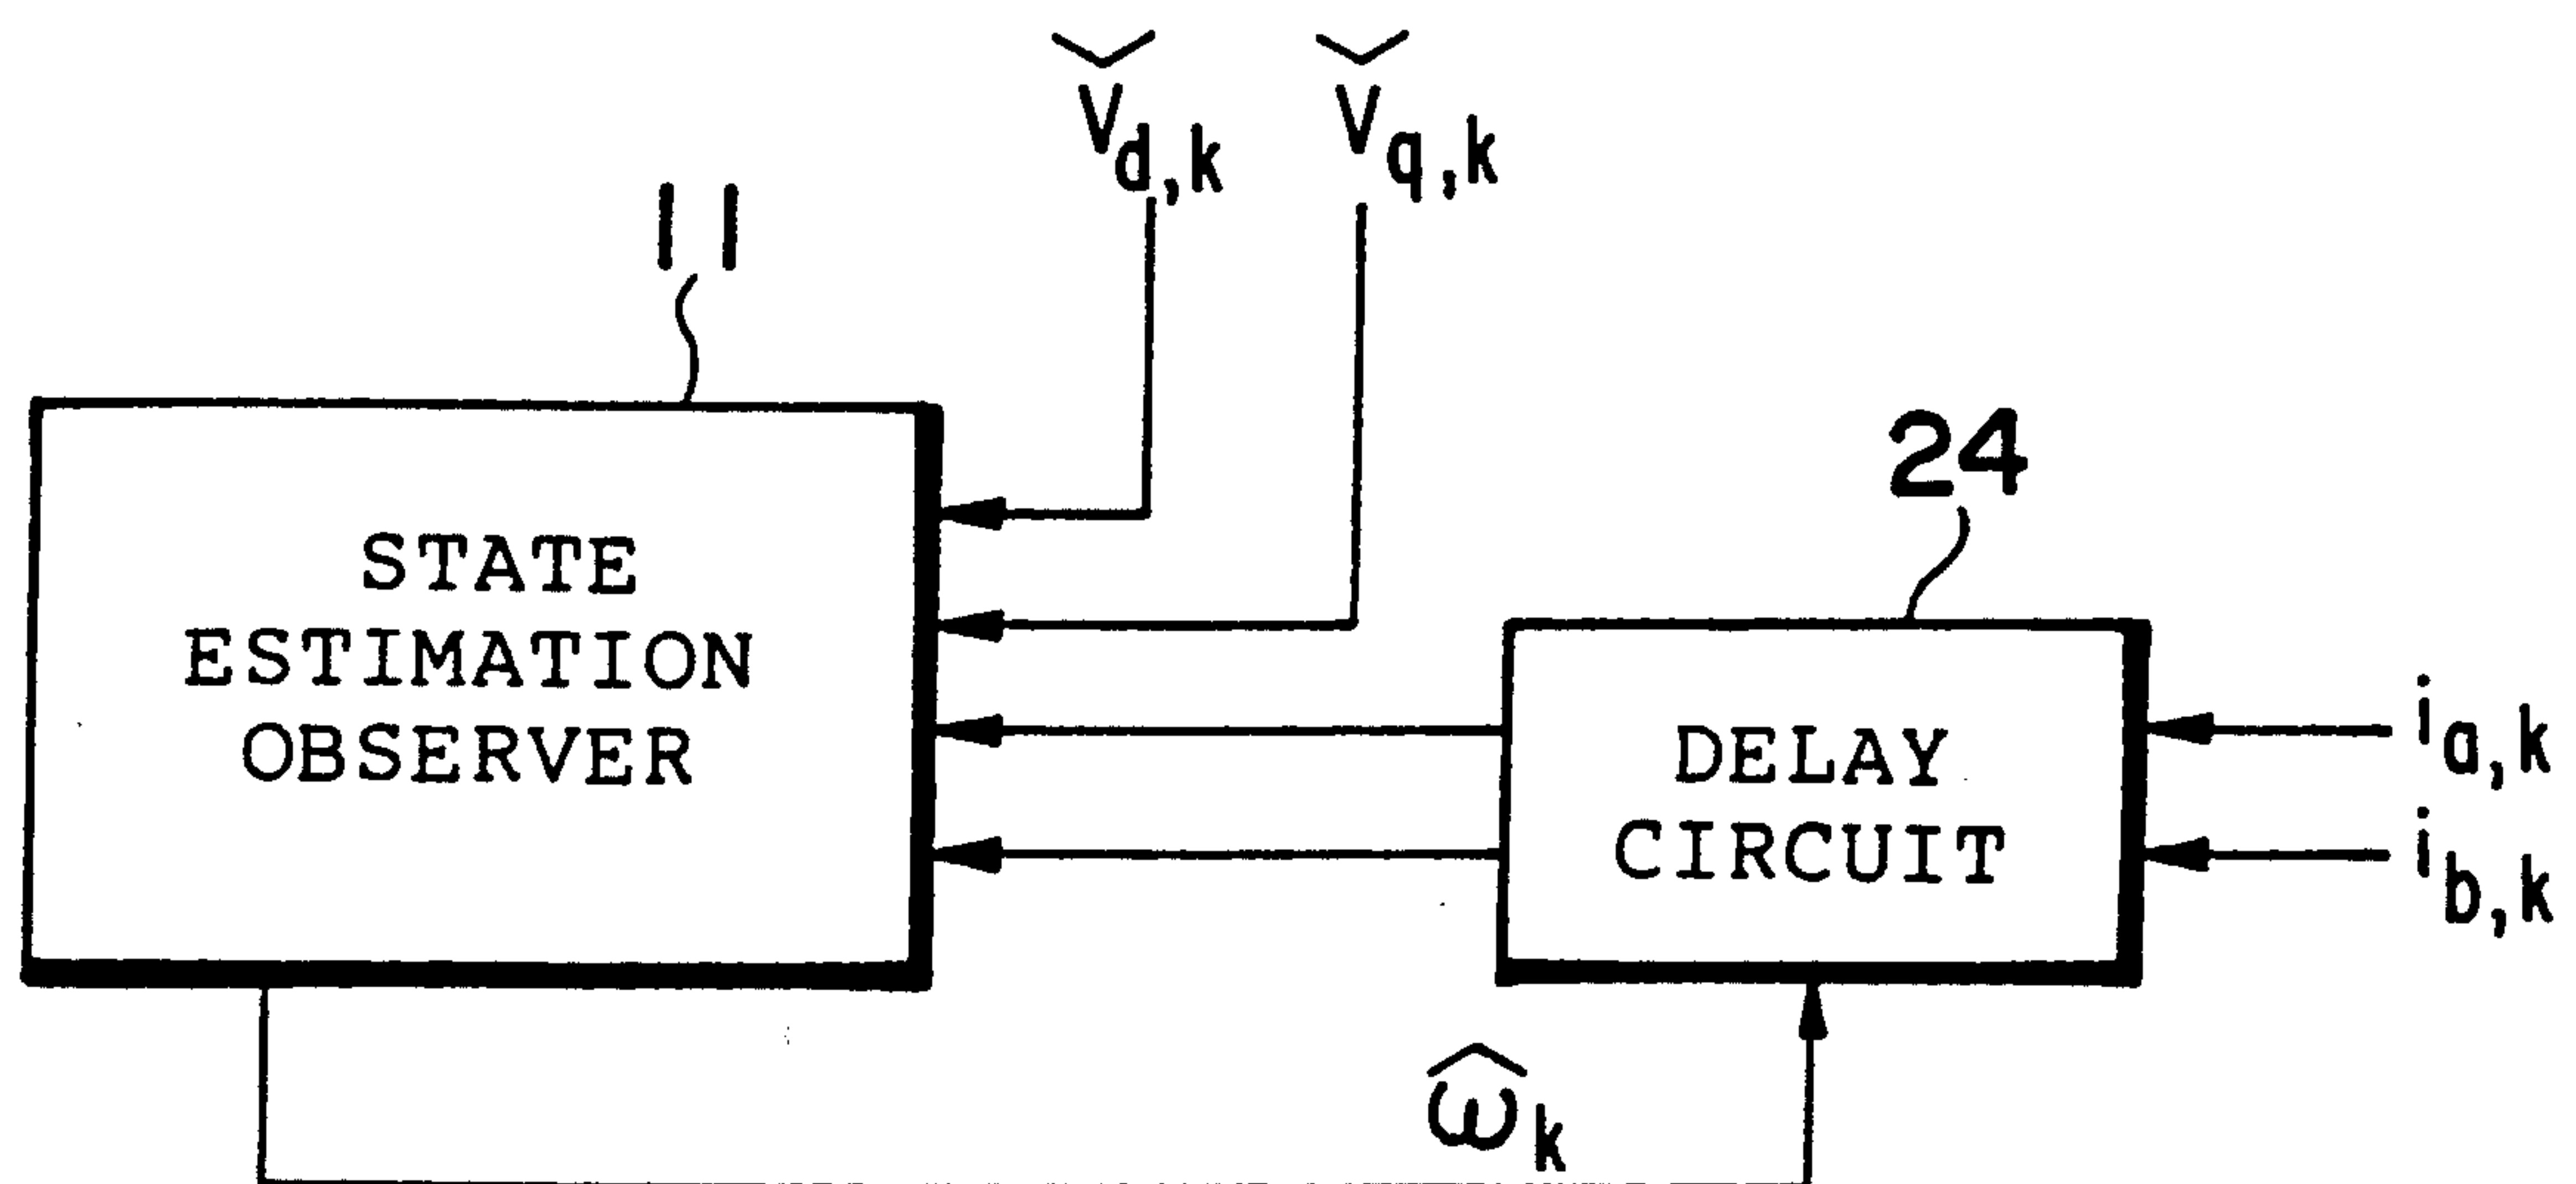 V̌d,k V̌q,k
11
24
STATE
ESTIMATION
OBSERVER
DELAY
CIRCUIT
ia,k
ib,k
ω̂k